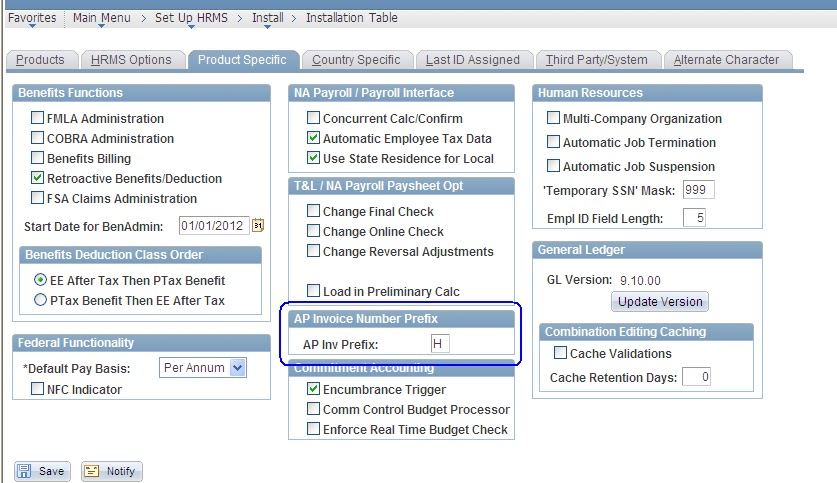 Favorites Main Menu > Set Up HRMS > Install > Installation Table
Products HRMS Options Product Specific Country Specific Last ID Assigned Third Party/System Alternate Character
Benefits Functions
FMLA Administration
COBRA Administration
Benefits Billing
Retroactive Benefits/Deduction
FSA Claims Administration
Start Date for BenAdmin: 01/01/2012 31
Benefits Deduction Class Order
EE After Tax Then PTax Benefit
PTax Benefit Then EE After Tax
Federal Functionality
*Default Pay Basis: Per Annum
NFC Indicator
NA Payroll / Payroll Interface
Concurrent Calc/Confirm
Automatic Employee Tax Data
Use State Residence for Local
T&L / NA Payroll Paysheet Opt
Change Final Check
Change Online Check
Change Reversal Adjustments
Load in Preliminary Calc
AP Invoice Number Prefix
AP Inv Prefix: H
Commitment Accounting
Encumbrance Trigger
Comm Control Budget Processor
Enforce Real Time Budget Check
Human Resources
Multi-Company Organization
Automatic Job Termination
Automatic Job Suspension
'Temporary SSN' Mask: 999
Empl ID Field Length: 5
General Ledger
GL Version: 9.10.00
Update Version
Combination Editing Caching
Cache Validations
Cache Retention Days: 0
Save Notify